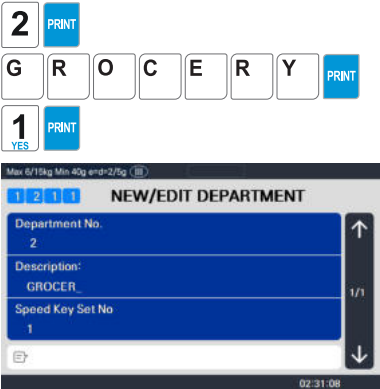 2 PRINT
G R O C E R Y PRINT
1 YES PRINT
Max 6/15kg Min 40g e=d=2/5g (III)
1 2 1 1 NEW/EDIT DEPARTMENT
Department No.
2
Description:
GROCER_
1/1
Speed Key Set No
1
02:31:08